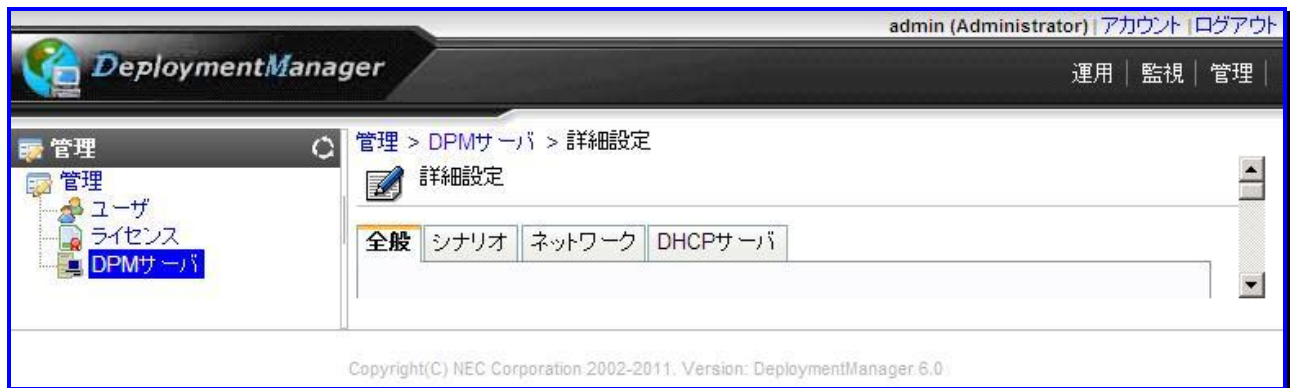 admin (Administrator) | アカウント | ログアウト
DeploymentManager
運用 | 監視 | 管理 |
管理
管理
ユーザ
ライセンス
DPMサーバ
管理 > DPMサーバ > 詳細設定
詳細設定
全般 シナリオ ネットワーク DHCPサーバ
Copyright(C) NEC Corporation 2002-2011. Version: DeploymentManager 6.0